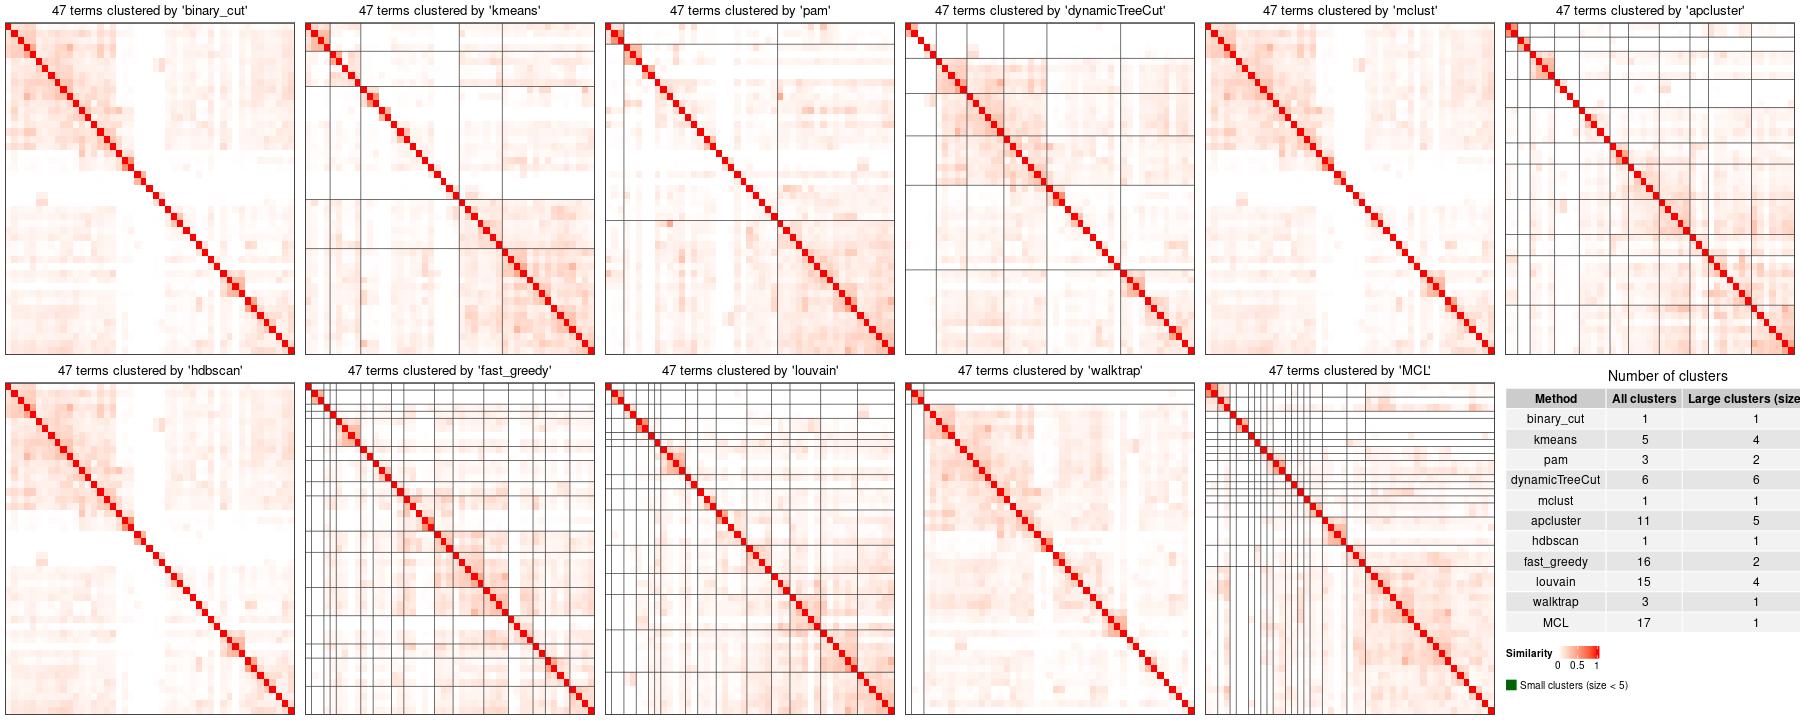 47 terms clustered by 'binary_cut'
47 terms clustered by 'kmeans'
47 terms clustered by 'pam'
47 terms clustered by 'dynamicTreeCut'
47 terms clustered by 'mclust'
47 terms clustered by 'apcluster'
47 terms clustered by 'hdbscan'
47 terms clustered by 'fast_greedy'
47 terms clustered by 'louvain'
47 terms clustered by 'walktrap'
47 terms clustered by 'MCL'
Number of clusters
Method All clusters Large clusters (size
binary_cut 1 1
kmeans 5 4
pam 3 2
dynamicTreeCut 6 6
mclust 1 1
apcluster 11 5
hdbscan 1 1
fast_greedy 16 2
louvain 15 4
walktrap 3 1
MCL 17 1
Similarity
0 0.5 1
Small clusters (size < 5)